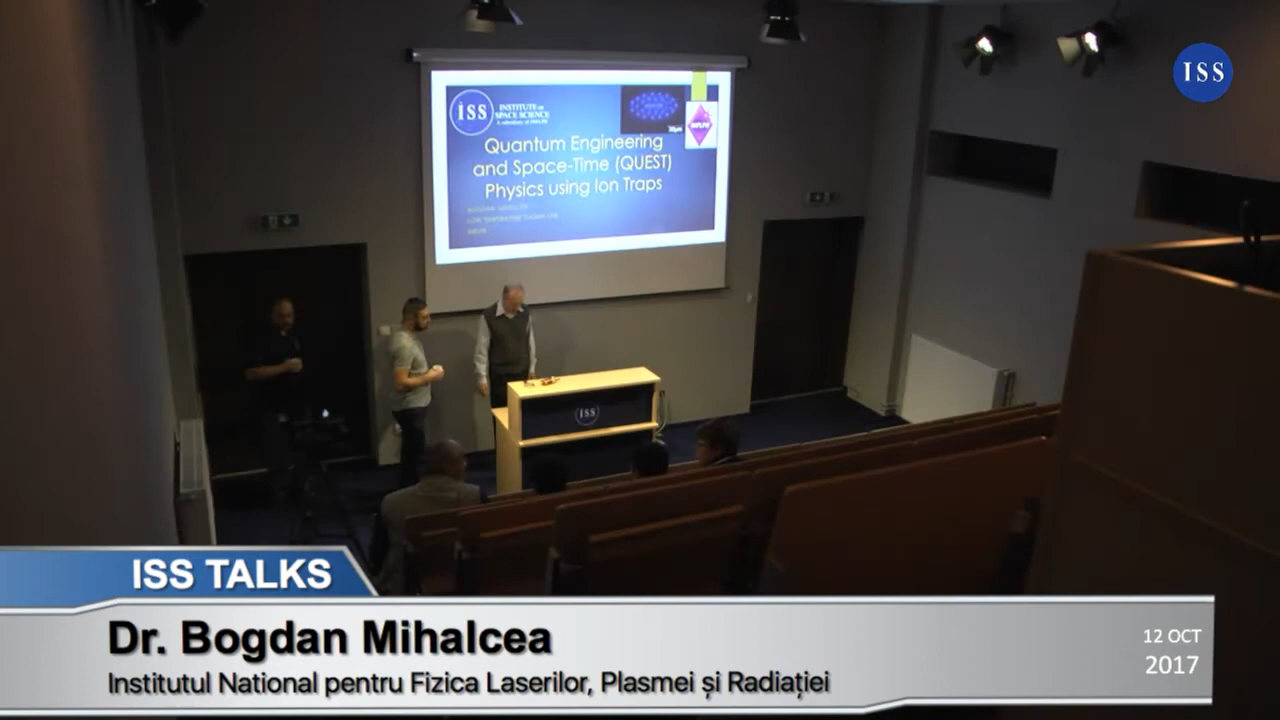 ISS
ISS
INSTITUTE OF
SPACE SCIENCE
Quantum Engineering
and Space-Time (QUEST)
Physics using Ion Traps
ISS
ISS TALKS
Dr. Bogdan Mihalcea
Institutul National pentru Fizica Laserilor, Plasmei și Radiației
12 OCT
2017